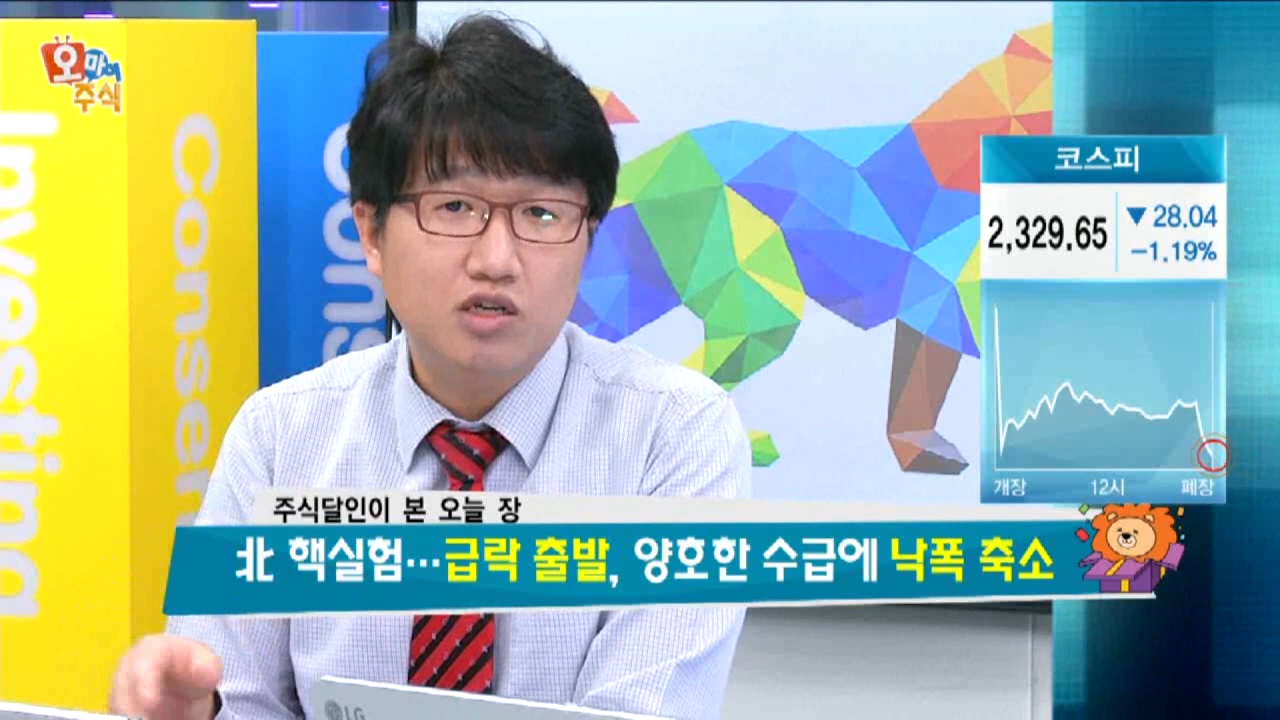 오마이
주식
Investing
Conser
Cons
코스피
2,329.65
▼28.04
-1.19%
개장
12시
폐장
주식달인이 본 오늘 장
北 핵실험…급락 출발, 양호한 수급에 낙폭 축소
LG